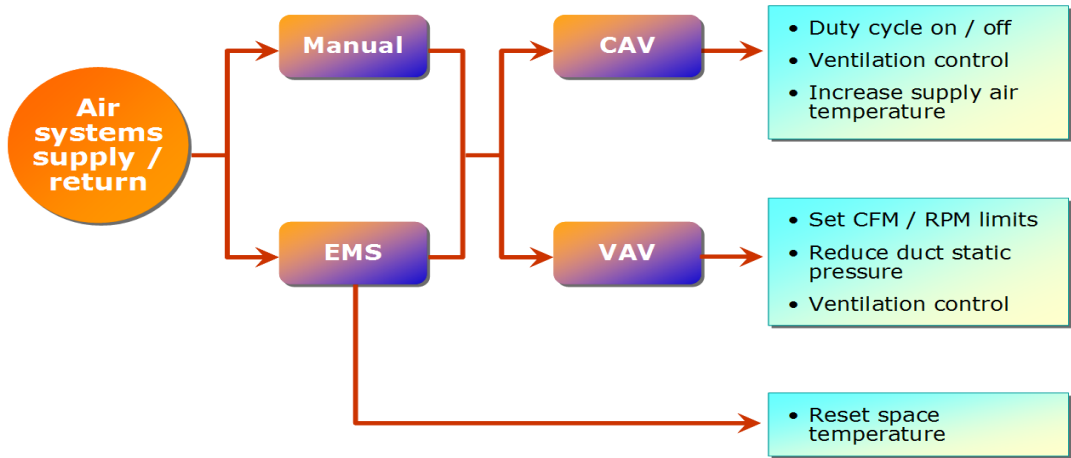 Air
systems
supply /
return
Manual
EMS
CAV
VAV
• Duty cycle on / off
• Ventilation control
• Increase supply air
temperature
• Set CFM / RPM limits
• Reduce duct static
pressure
• Ventilation control
• Reset space
temperature